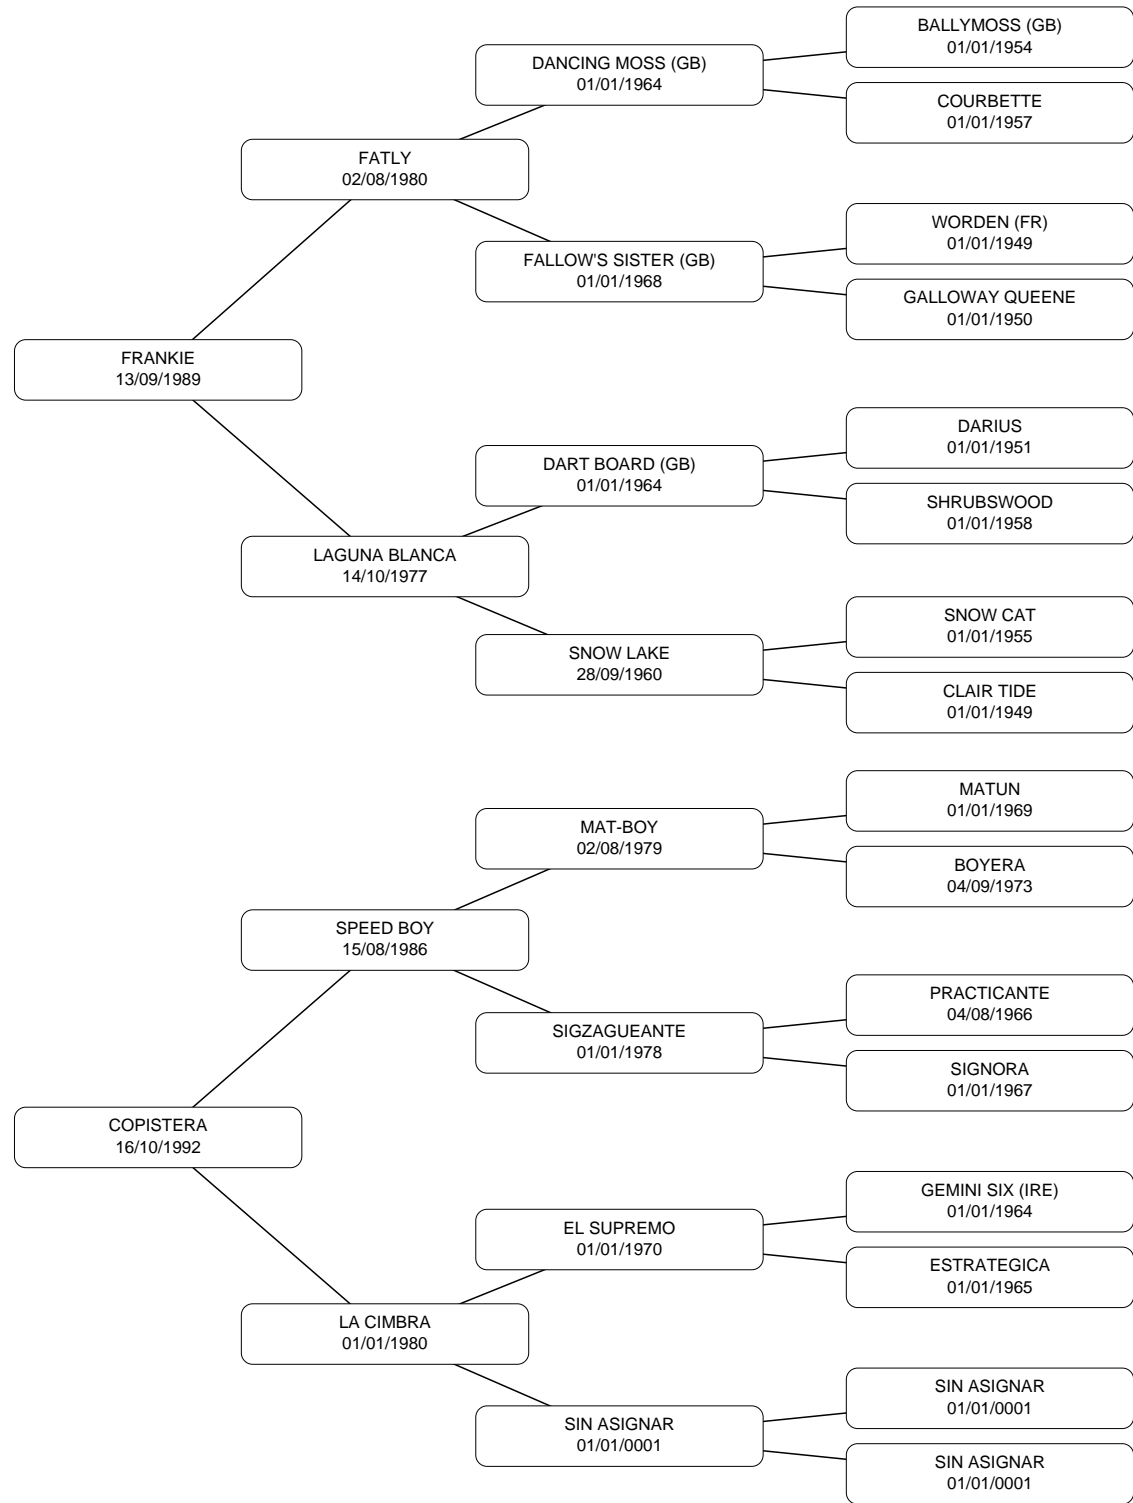 BALLYMOSS (GB)
01/01/1954
DANCING MOSS (GB)
01/01/1964
COURBETTE
01/01/1957
FATLY
02/08/1980
WORDEN (FR)
01/01/1949
FALLOW'S SISTER (GB)
01/01/1968
GALLOWAY QUEENE
01/01/1950
FRANKIE
13/09/1989
DARIUS
01/01/1951
DART BOARD (GB)
01/01/1964
SHRUBSWOOD
01/01/1958
LAGUNA BLANCA
14/10/1977
SNOW CAT
01/01/1955
SNOW LAKE
28/09/1960
CLAIR TIDE
01/01/1949
MATUN
01/01/1969
MAT-BOY
02/08/1979
BOYERA
04/09/1973
SPEED BOY
15/08/1986
PRACTICANTE
04/08/1966
SIGZAGUEANTE
01/01/1978
SIGNORA
01/01/1967
COPISTERA
16/10/1992
GEMINI SIX (IRE)
01/01/1964
EL SUPREMO
01/01/1970
ESTRATEGICA
01/01/1965
LA CIMBRA
01/01/1980
SIN ASIGNAR
01/01/0001
SIN ASIGNAR
01/01/0001
SIN ASIGNAR
01/01/0001